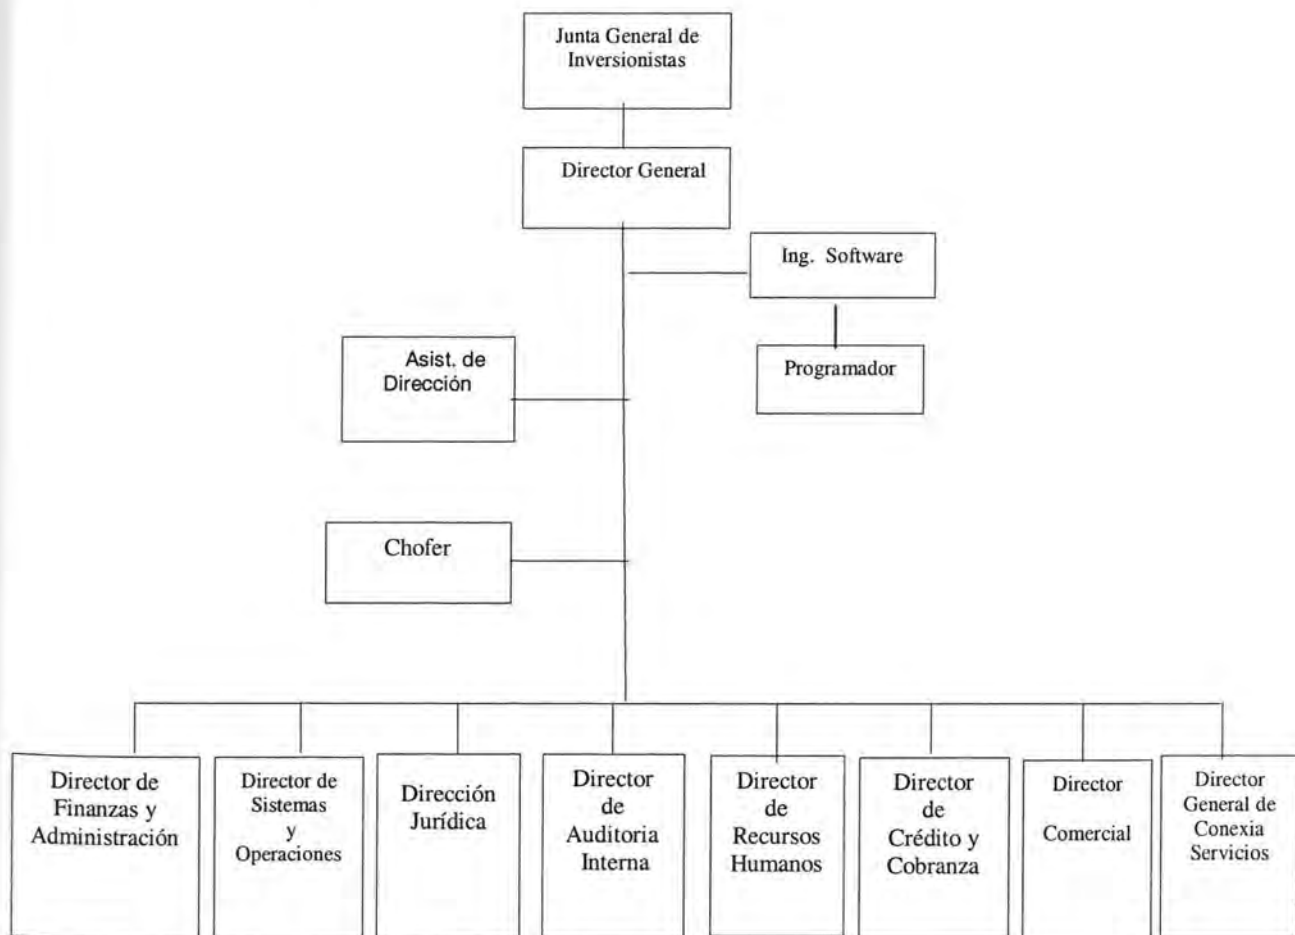 Junta General de
Inversionistas
Director General
Ing. Software
Asist. de
Dirección
Programador
Chofer
Director de
Finanzas y
Administración
Director de
Sistemas
y
Operaciones
Dirección
Jurídica
Director
de
Auditoria
Interna
Director
de
Recursos
Humanos
Director
de
Crédito y
Cobranza
Director
Comercial
Director
General de
Conexia
Servicios